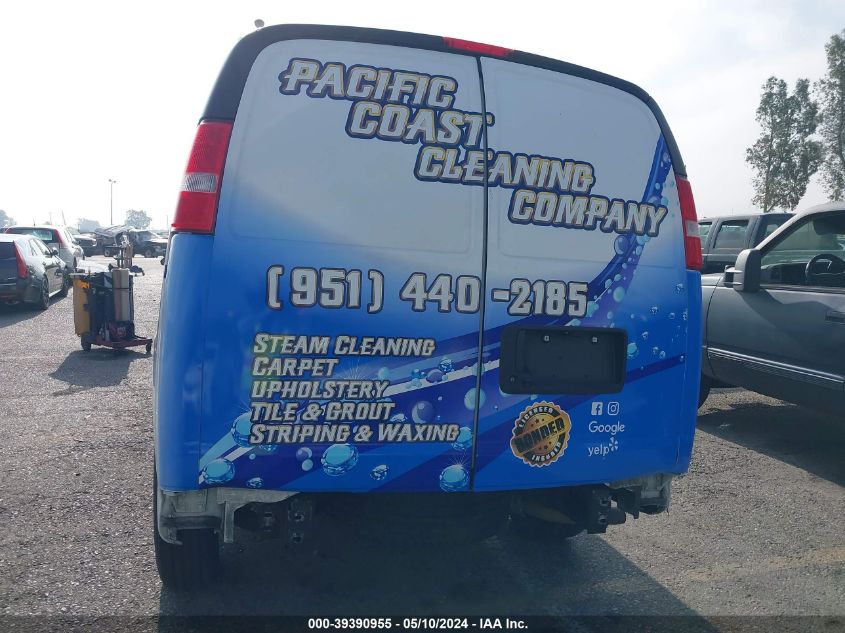 PACIFIC
COAST
CLEANING
COMPANY
(951) 440-2185
STEAM CLEANING
CARPET
UPHOLSTERY
TILE & GROUT
STRIPING & WAXING
LICENSED
BONDED
INSURED
Google
yelp
000-39390955 - 05/10/2024 - IAA Inc.